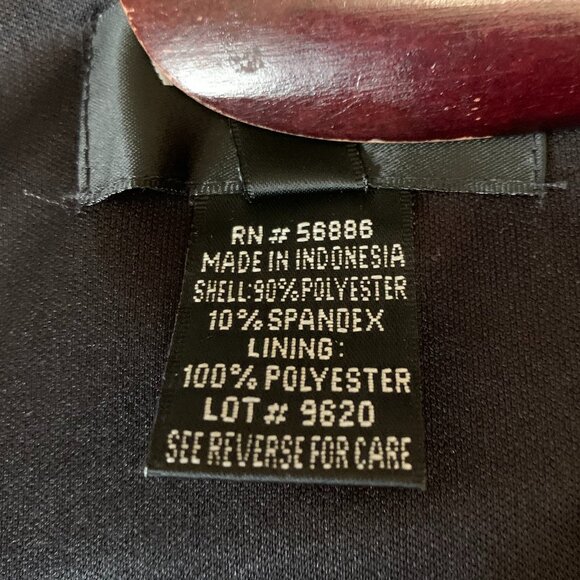 RN # 56886
MADE IN INDONESIA
SHELL:90%POLYESTER
10%SPANDEX
LINING:
100% POLYESTER
LOT# 9620
SEE REVERSE FOR CARE